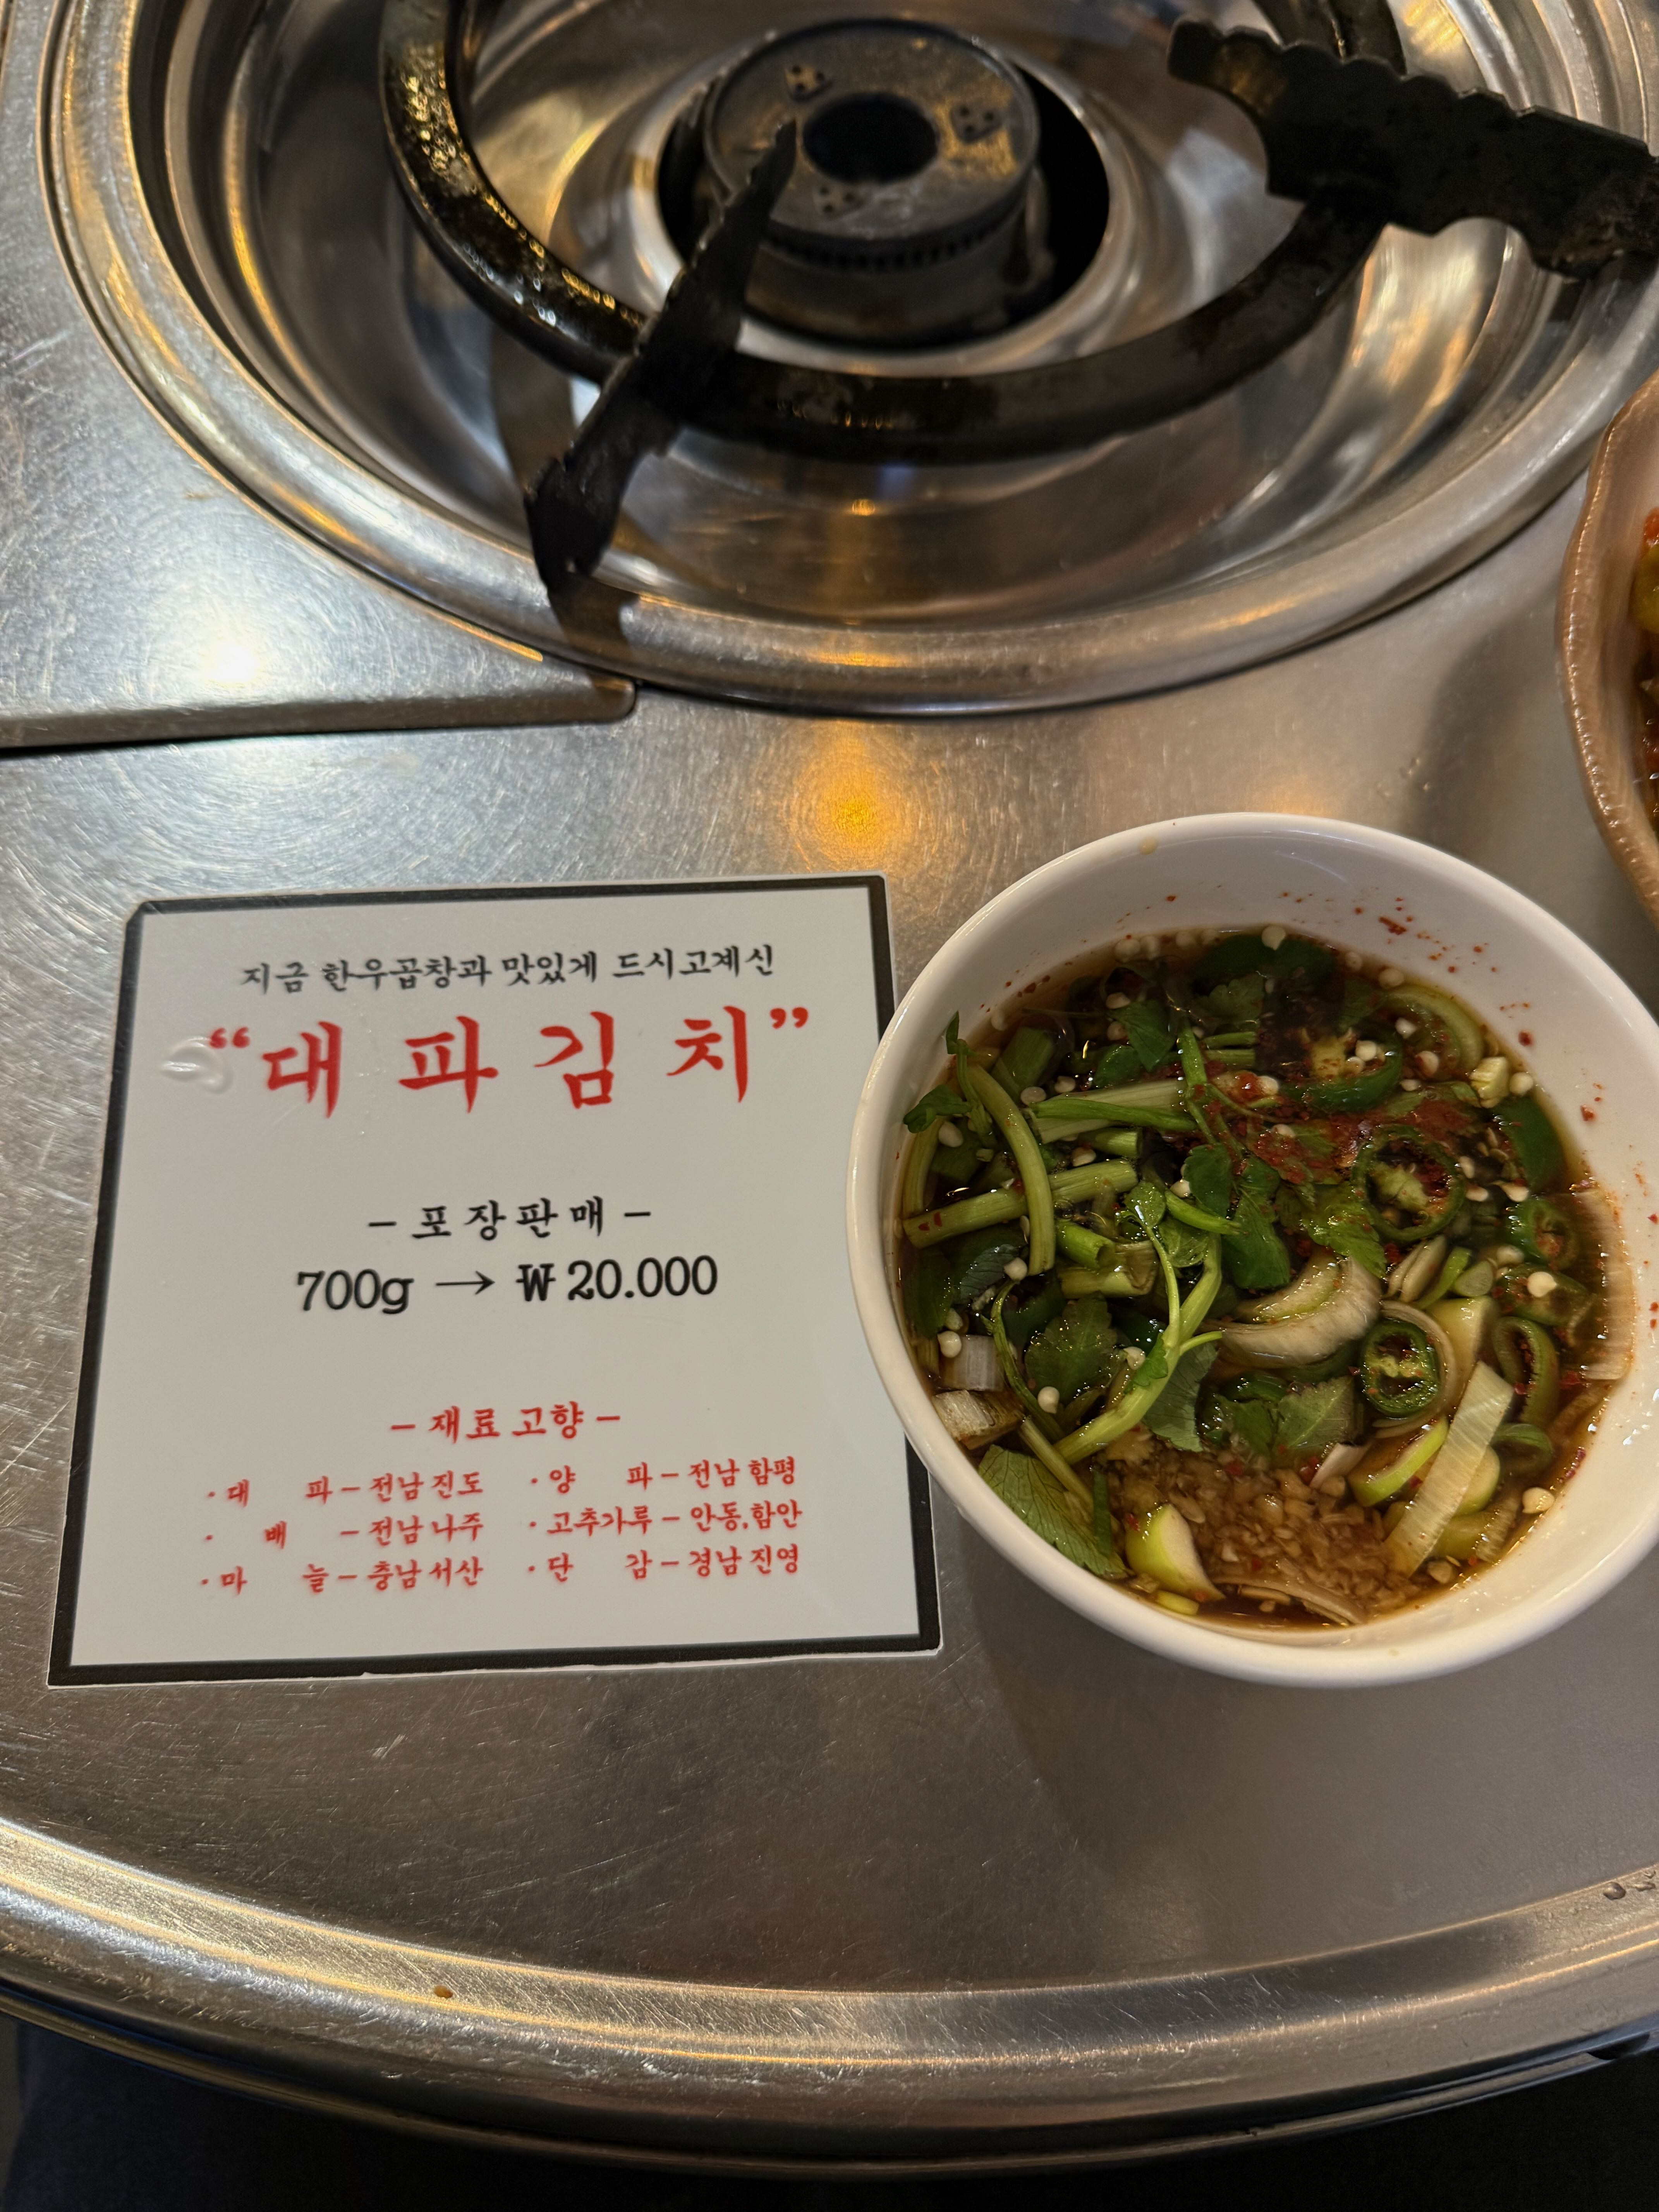 지금 한우곱창과 맛있게 드시고계신
“대파김치”
- 포장판매 -
700g → ₩20.000
- 재료고향 -
·대 파 - 전남진도 ·양 파 - 전남함평
· 배 - 전남나주 ·고추가루 - 안동,함안
·마 늘 - 충남서산 ·단 감 - 경남진영